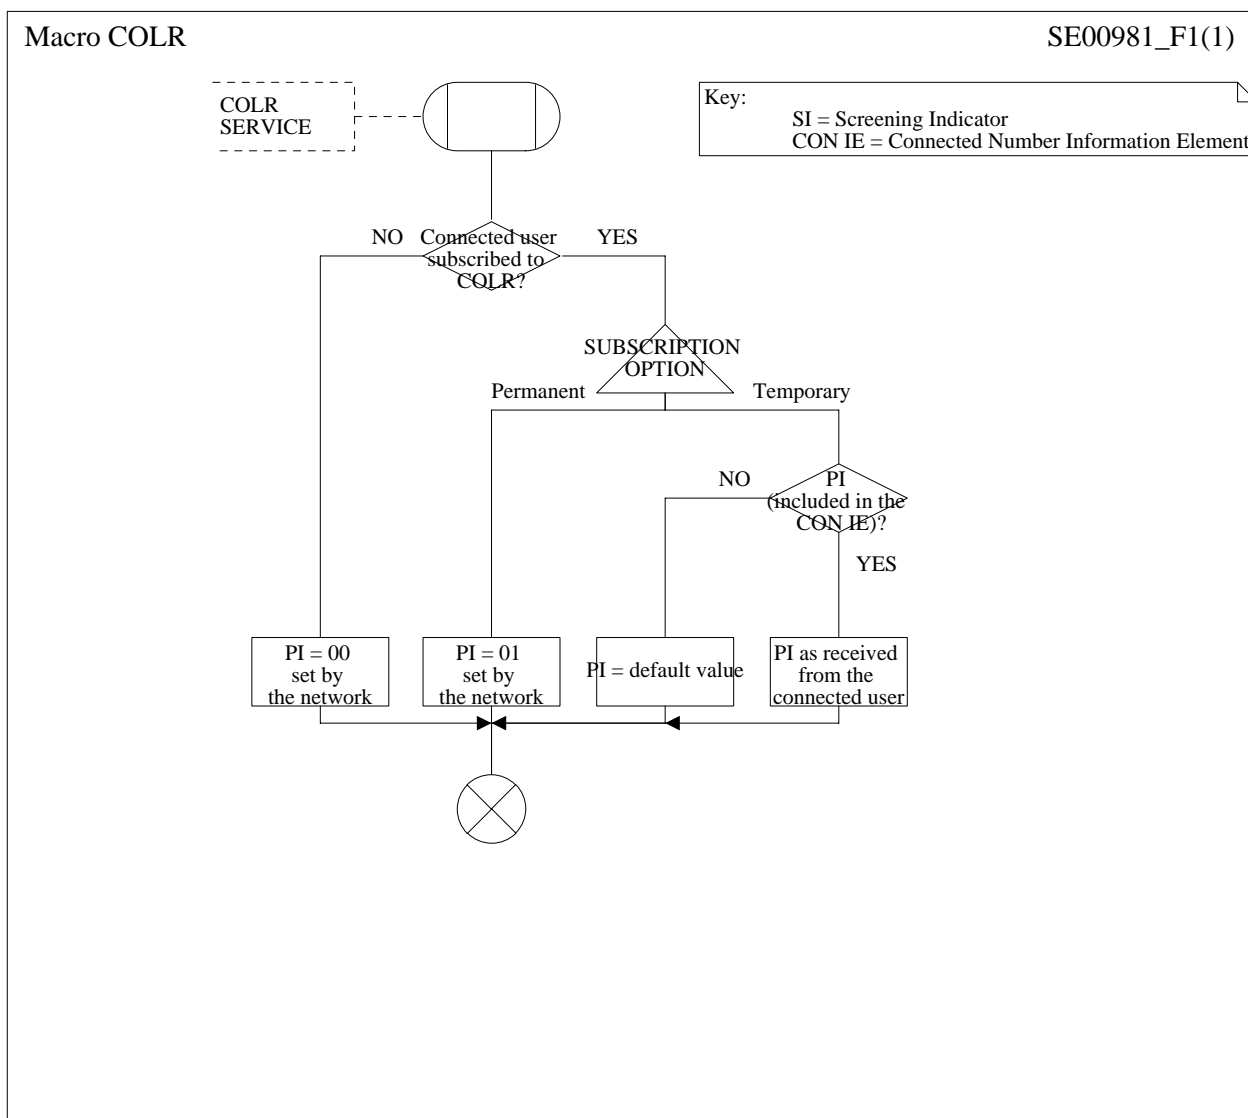 Macro COLR
SE00981_F1(1)
COLR
SERVICE
Key:
SI = Screening Indicator
CON IE = Connected Number Information Element
NO
Connected user
subscribed to
COLR?
YES
SUBSCRIPTION
OPTION
Permanent
Temporary
NO
PI
(included in the
CON IE)?
YES
PI = 00
set by
the network
PI = 01
set by
the network
PI = default value
PI as received
from the
connected user